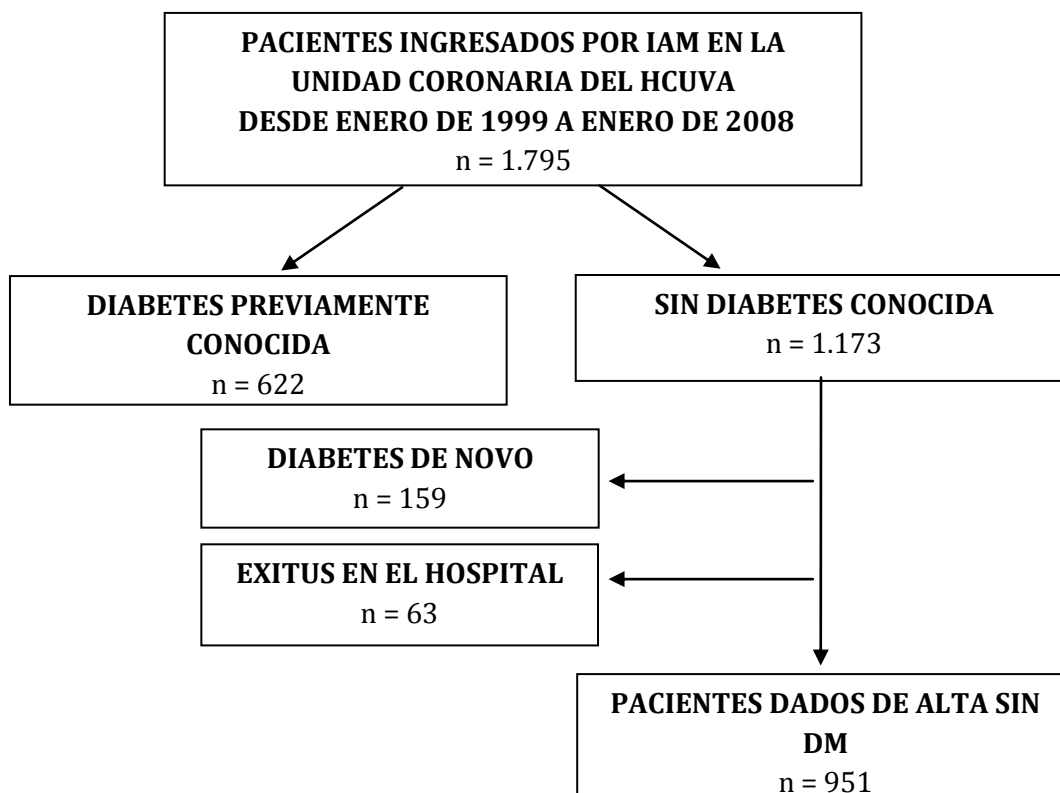 PACIENTES INGRESADOS POR IAM EN LA
UNIDAD CORONARIA DEL HCUVA
DESDE ENERO DE 1999 A ENERO DE 2008
n = 1.795
DIABETES PREVIAMENTE
CONOCIDA
n = 622
SIN DIABETES CONOCIDA
n = 1.173
DIABETES DE NOVO
n = 159
EXITUS EN EL HOSPITAL
n = 63
PACIENTES DADOS DE ALTA SIN
DM
n = 951